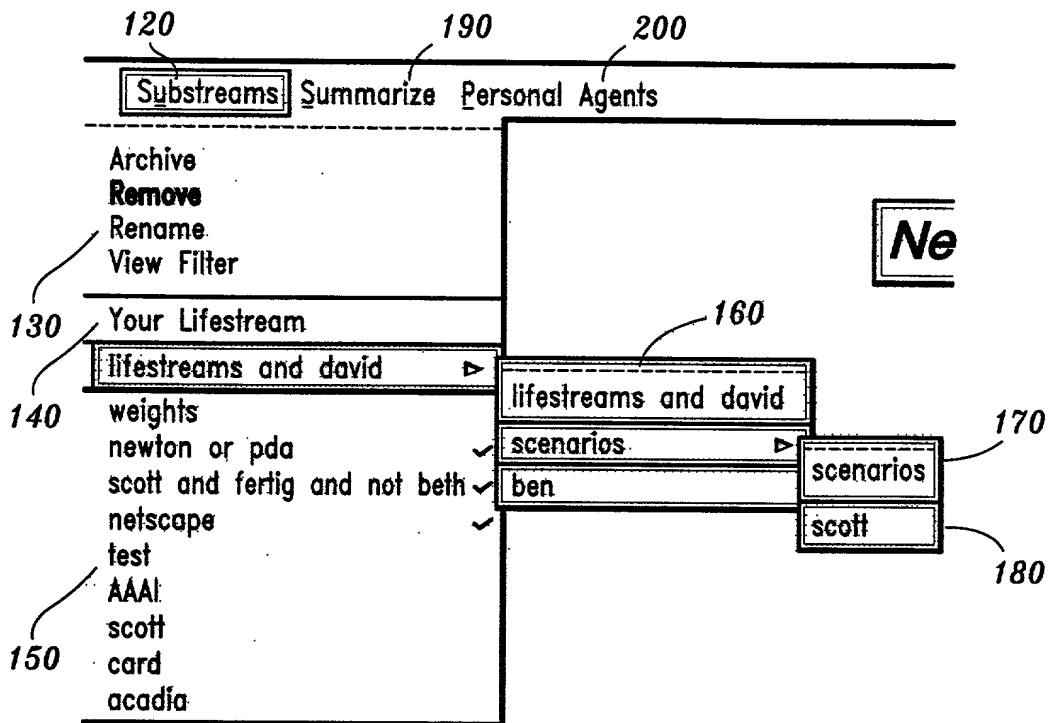 120 190 200
Substreams Summarize Personal Agents
Archive
Remove
Rename
View Filter
Ne
130
Your Lifestream
160
140
lifestreams and david
lifestreams and david
weights
newton or pda
scenarios
170
scenarios
scott and fertig and not beth
ben
netscape
scott
180
test
150
AAAI
scott
card
acadia